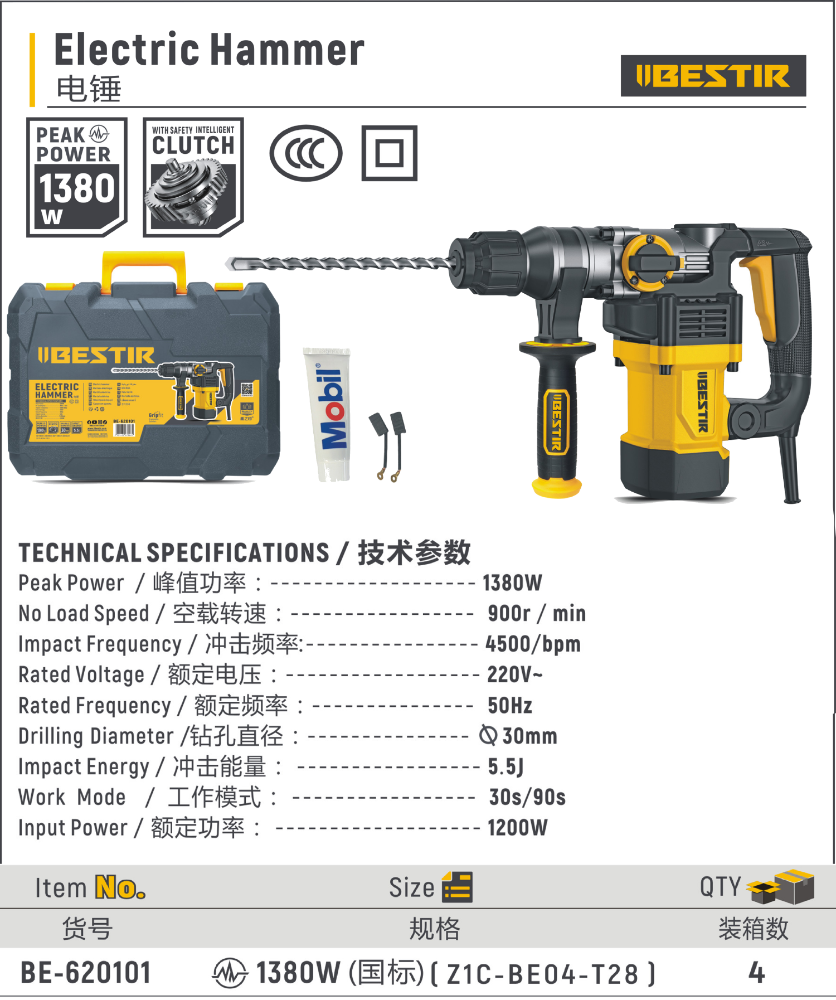 Electric Hammer
电锤
BESTIR
PEAK
POWER
1380
W
WITH SAFETY INTELLIGENT
CLUTCH
CCC
BESTIR
ELECTRIC
HAMMER
BE-620101
Mobil
BESTIR
BESTIR
TECHNICAL SPECIFICATIONS / 技术参数
Peak Power / 峰值功率 : ------------------- 1380W
No Load Speed / 空载转速 : ----------------- 900r / min
Impact Frequency / 冲击频率:---------------- 4500/bpm
Rated Voltage / 额定电压 : ------------------ 220V~
Rated Frequency / 额定频率 : --------------- 50Hz
Drilling Diameter /钻孔直径 : --------------- Ø 30mm
Impact Energy / 冲击能量 : ----------------- 5.5J
Work Mode / 工作模式 : ----------------- 30s/90s
Input Power / 额定功率 : ------------------- 1200W
Item No. Size QTY
货号 规格 装箱数
BE-620101 1380W (国标) ( Z1C-BE04-T28 ) 4